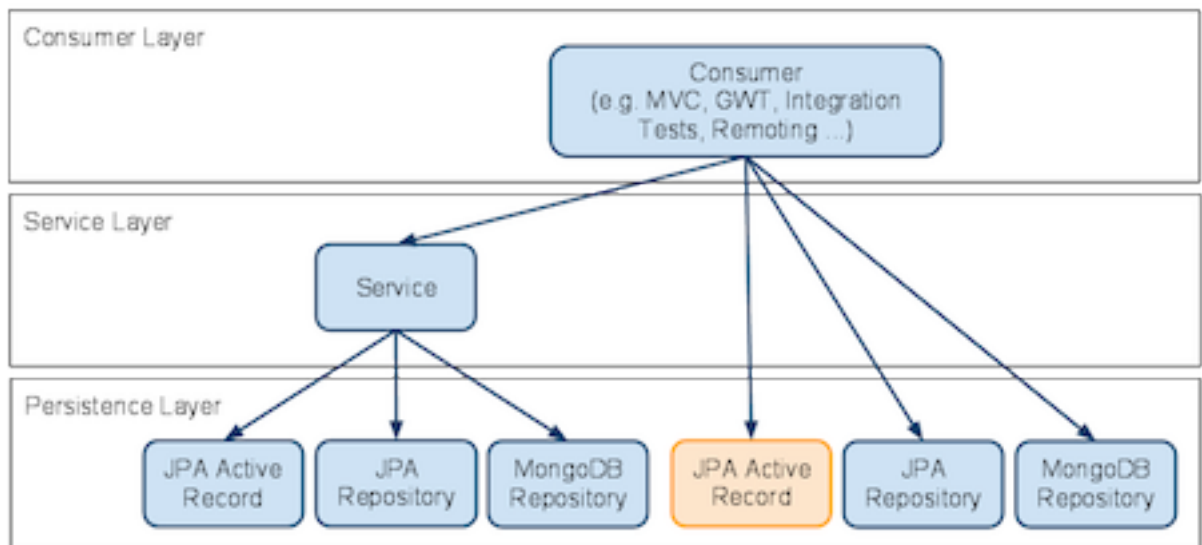 Consumer Layer
Consumer
(e.g. MVC, GWT, Integration
Tests, Remoting ...)
Service Layer
Service
Persistence Layer
JPA Active
Record
JPA
Repository
MongoDB
Repository
JPA Active
Record
JPA
Repository
MongoDB
Repository